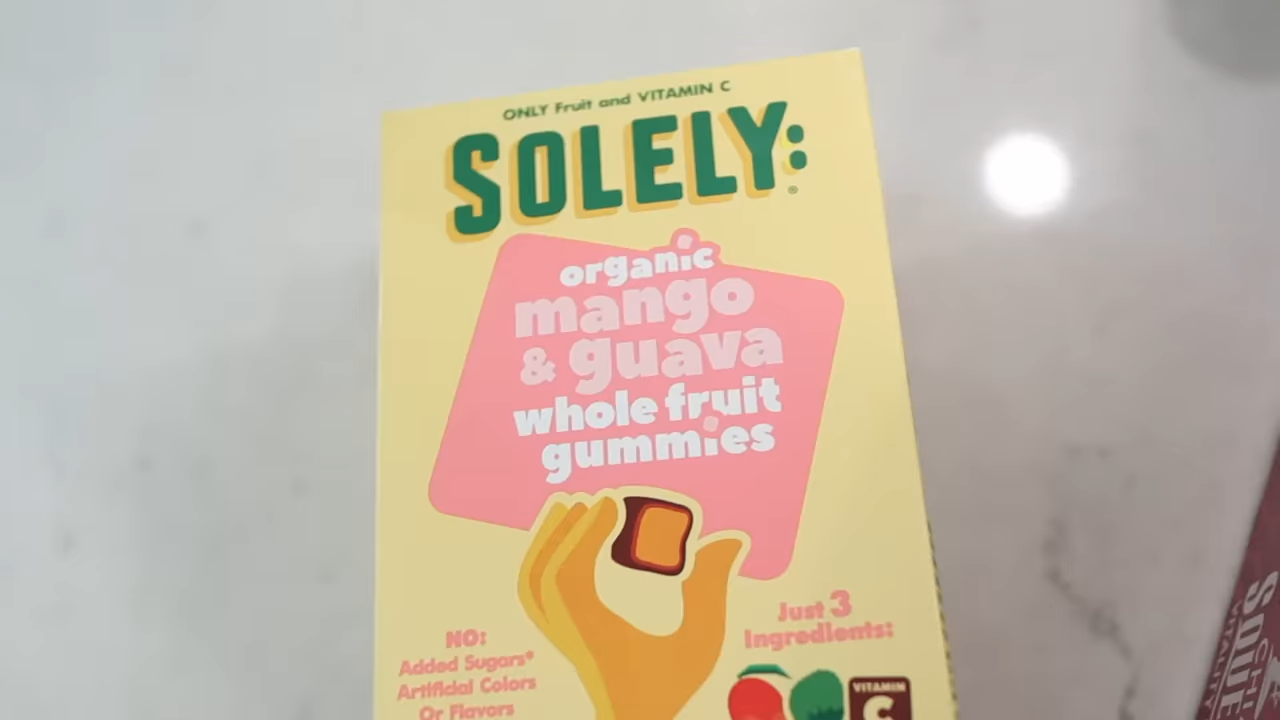 ONLY Fruit and VITAMIN C
SOLELY:
®
organic
mango
& guava
whole fruit
gummies
NO:
Added Sugars*
Artificial Colors
Or Flavors
Just 3
Ingredients:
VITAMIN
C